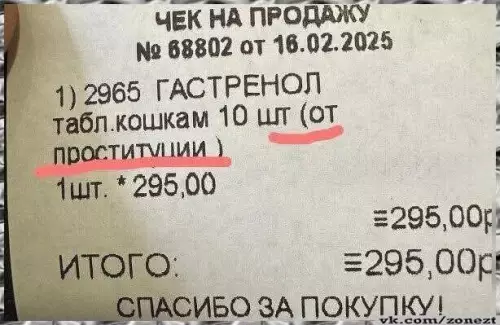 ЧЕК НА ПРОДАЖУ
№ 68802 от 16.02.2025
1) 2965 ГАСТРЕНОЛ
табл.кошкам 10 шт (от
проституции )
1шт. * 295,00
≡295,00р
ИТОГО: ≡295,00р
СПАСИБО ЗА ПОКУПКУ!
vk.com/zonezt